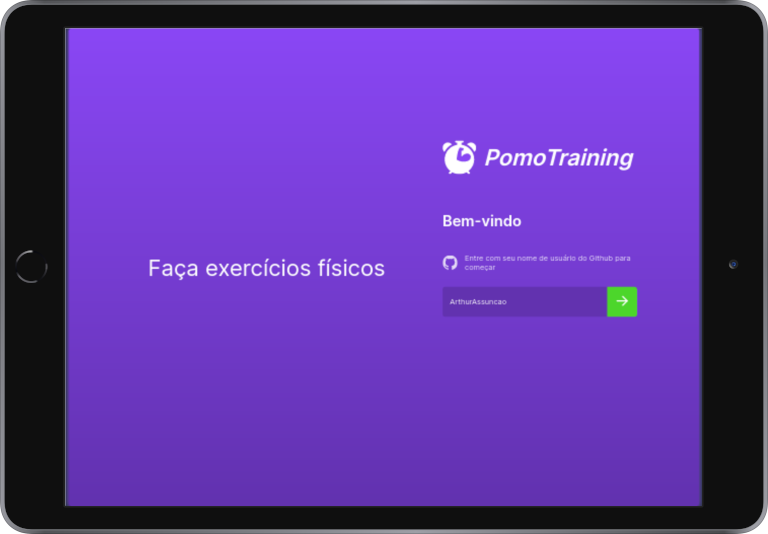 PomoTraining
Bem-vindo
Faça exercícios físicos
Entre com seu nome de usuário do Github para
começar
ArthurAssuncao